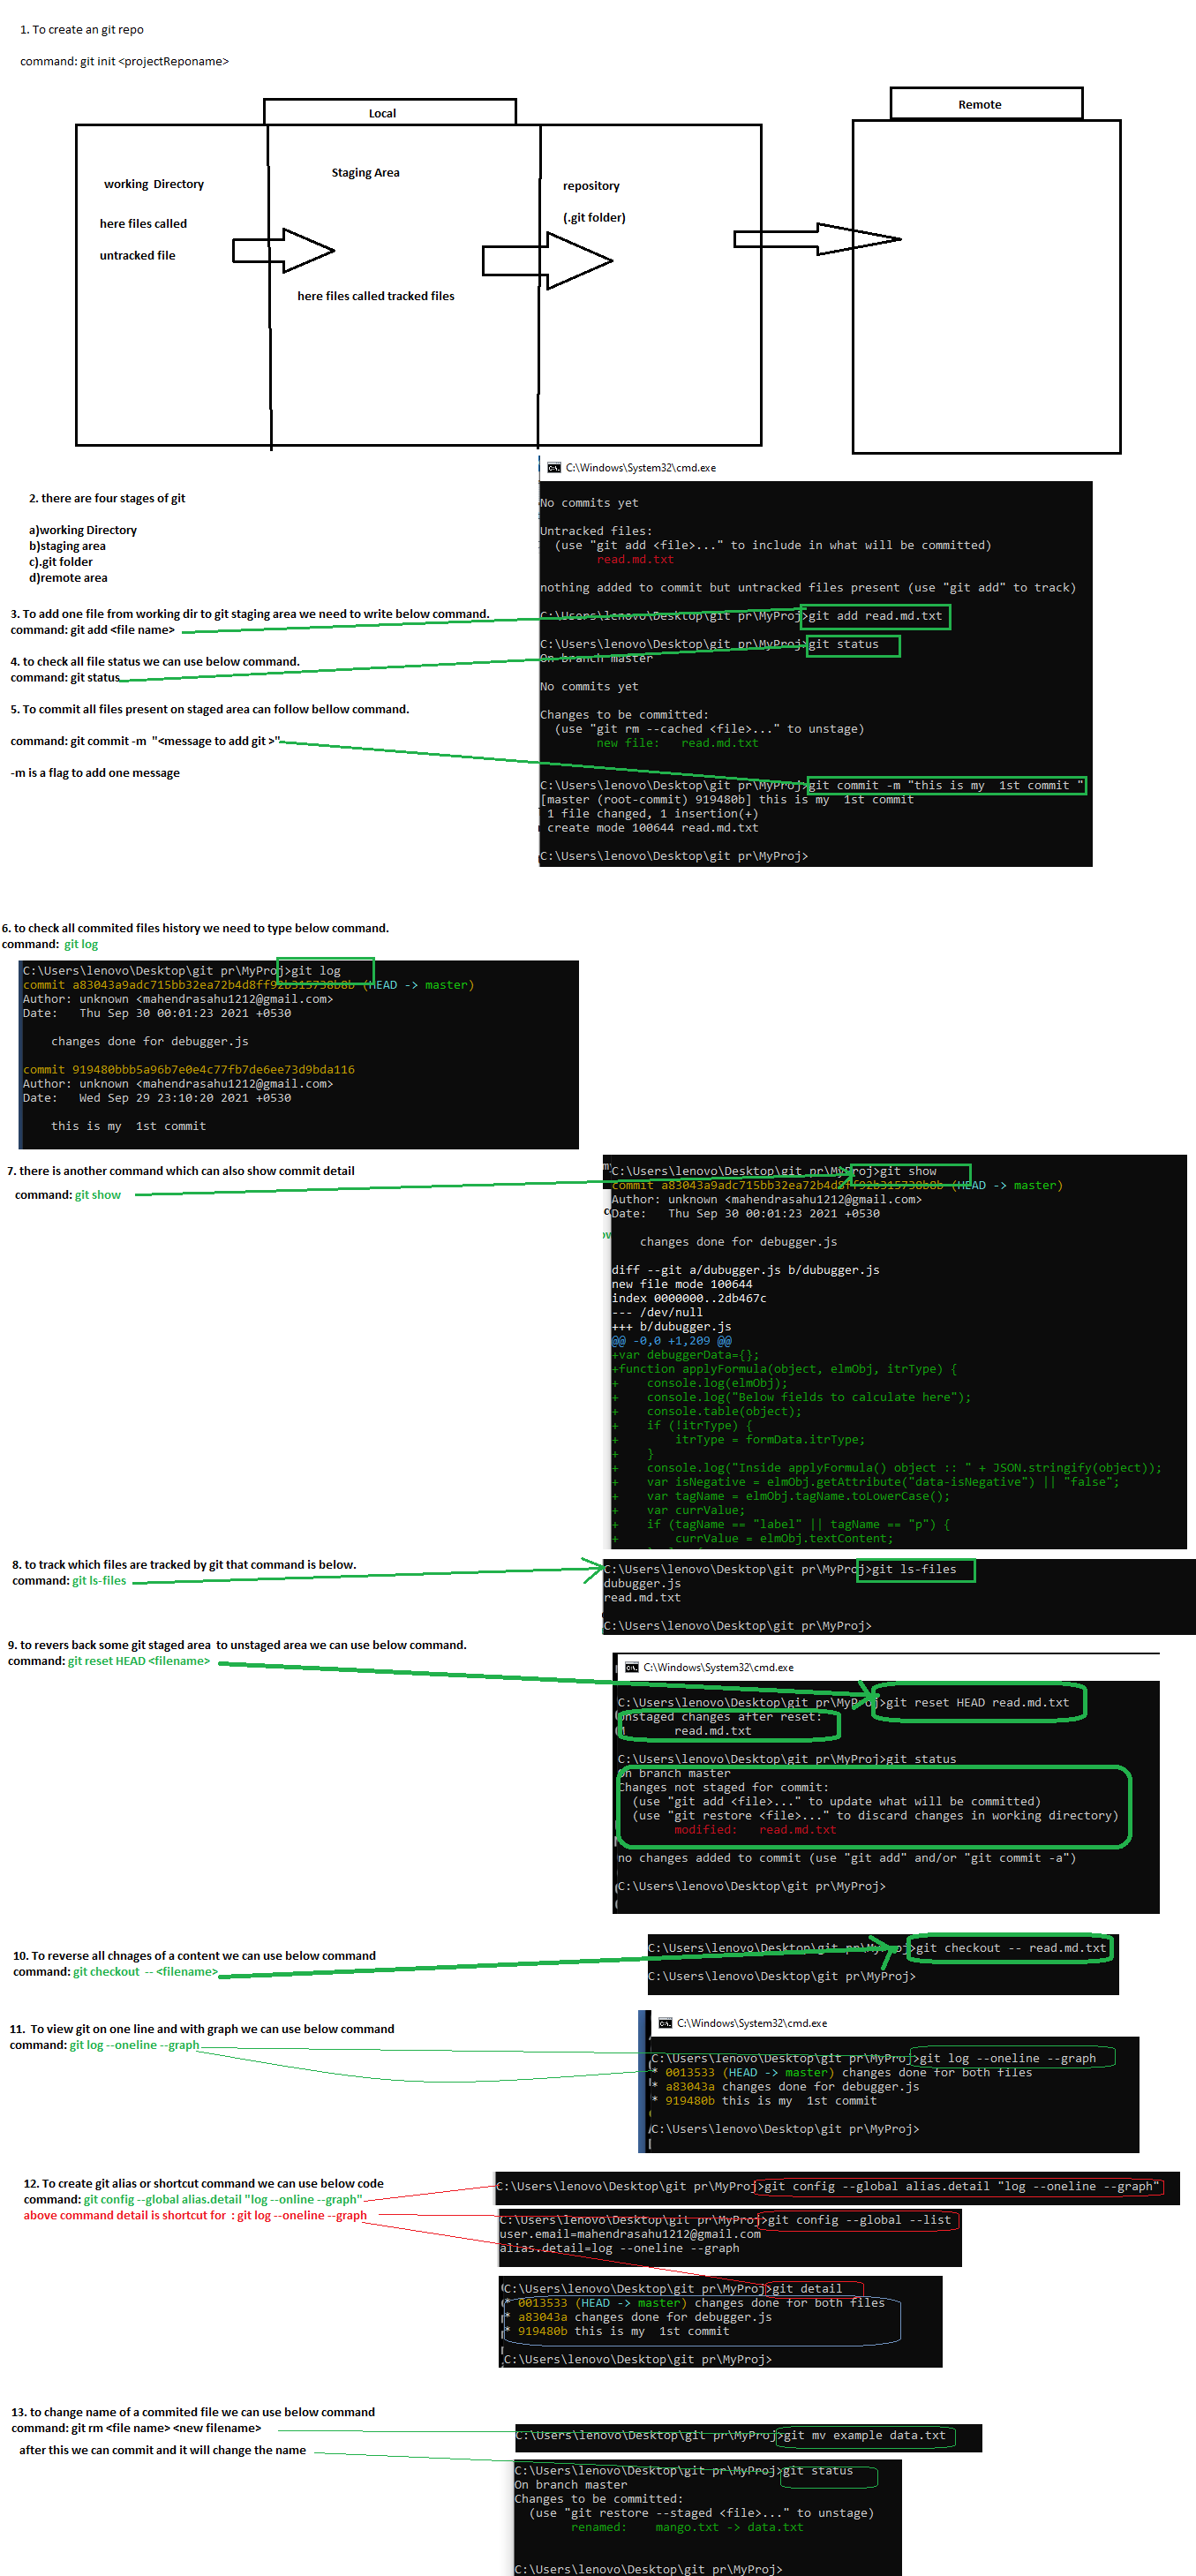 1. To create an git repo
command: git init <projectReponame>
Local
Remote
working Directory
here files called
untracked file
Staging Area
here files called tracked files
repository
(.git folder)
2. there are four stages of git
a)working Directory
b)staging area
c).git folder
d)remote area
C:\Windows\System32\cmd.exe
No commits yet
Untracked files:
(use "git add <file>..." to include in what will be committed)
read.md.txt
nothing added to commit but untracked files present (use "git add" to track)
3. To add one file from working dir to git staging area we need to write below command.
command: git add <file name>
C:\Users\lenovo\Desktop\git pr\MyProj>git add read.md.txt
4. to check all file status we can use below command.
command: git status
C:\Users\lenovo\Desktop\git pr\MyProj>git status
On branch master
No commits yet
Changes to be committed:
(use "git rm --cached <file>..." to unstage)
new file:   read.md.txt
5. To commit all files present on staged area can follow bellow command.
command: git commit -m  "<message to add git >"
-m is a flag to add one message
C:\Users\lenovo\Desktop\git pr\MyProj>git commit -m "this is my  1st commit "
[master (root-commit) 919480b] this is my  1st commit
1 file changed, 1 insertion(+)
create mode 100644 read.md.txt
C:\Users\lenovo\Desktop\git pr\MyProj>
6. to check all commited files history we need to type below command.
command:  git log
C:\Users\lenovo\Desktop\git pr\MyProj>git log
commit a83043a9adc715bb32ea72b4d8ff92b315738b8b (HEAD -> master)
Author: unknown <mahendrasahu1212@gmail.com>
Date:   Thu Sep 30 00:01:23 2021 +0530
changes done for debugger.js
commit 919480bbb5a96b7e0e4c77fb7de6ee73d9bda116
Author: unknown <mahendrasahu1212@gmail.com>
Date:   Wed Sep 29 23:10:20 2021 +0530
this is my  1st commit
7. there is another command which can also show commit detail
command: git show
C:\Users\lenovo\Desktop\git pr\MyProj>git show
commit a83043a9adc715bb32ea72b4d8ff92b315738b8b (HEAD -> master)
Author: unknown <mahendrasahu1212@gmail.com>
Date:   Thu Sep 30 00:01:23 2021 +0530
changes done for debugger.js
diff --git a/dubugger.js b/dubugger.js
new file mode 100644
index 0000000..2db467c
--- /dev/null
+++ b/dubugger.js
@@ -0,0 +1,209 @@
+var debuggerData={};
+function applyFormula(object, elmObj, itrType) {
+    console.log(elmObj);
+    console.log("Below fields to calculate here");
+    console.table(object);
+    if (!itrType) {
+        itrType = formData.itrType;
+    }
+    console.log("Inside applyFormula() object :: " + JSON.stringify(object));
+    var isNegative = elmObj.getAttribute("data-isNegative") || "false";
+    var tagName = elmObj.tagName.toLowerCase();
+    var currValue;
+    if (tagName == "label" || tagName == "p") {
+        currValue = elmObj.textContent;
8. to track which files are tracked by git that command is below.
command: git ls-files
C:\Users\lenovo\Desktop\git pr\MyProj>git ls-files
dubugger.js
read.md.txt
C:\Users\lenovo\Desktop\git pr\MyProj>
9. to revers back some git staged area  to unstaged area we can use below command.
command: git reset HEAD <filename>
C:\Windows\System32\cmd.exe
C:\Users\lenovo\Desktop\git pr\MyProj>git reset HEAD read.md.txt
Unstaged changes after reset:
M       read.md.txt
C:\Users\lenovo\Desktop\git pr\MyProj>git status
On branch master
Changes not staged for commit:
(use "git add <file>..." to update what will be committed)
(use "git restore <file>..." to discard changes in working directory)
modified:   read.md.txt
no changes added to commit (use "git add" and/or "git commit -a")
C:\Users\lenovo\Desktop\git pr\MyProj>
10. To reverse all chnages of a content we can use below command
command: git checkout  -- <filename>
C:\Users\lenovo\Desktop\git pr\MyProj>git checkout -- read.md.txt
C:\Users\lenovo\Desktop\git pr\MyProj>
11.  To view git on one line and with graph we can use below command
command: git log --oneline --graph
C:\Windows\System32\cmd.exe
C:\Users\lenovo\Desktop\git pr\MyProj>git log --oneline --graph
* 0013533 (HEAD -> master) changes done for both files
* a83043a changes done for debugger.js
* 919480b this is my  1st commit
C:\Users\lenovo\Desktop\git pr\MyProj>
12. To create git alias or shortcut command we can use below code
command: git config --global alias.detail "log --online --graph"
above command detail is shortcut for  : git log --oneline --graph
C:\Users\lenovo\Desktop\git pr\MyProj>git config --global alias.detail "log --oneline --graph"
C:\Users\lenovo\Desktop\git pr\MyProj>git config --global --list
user.email=mahendrasahu1212@gmail.com
alias.detail=log --oneline --graph
C:\Users\lenovo\Desktop\git pr\MyProj>git detail
* 0013533 (HEAD -> master) changes done for both files
* a83043a changes done for debugger.js
* 919480b this is my  1st commit
C:\Users\lenovo\Desktop\git pr\MyProj>
13. to change name of a commited file we can use below command
command: git rm <file name> <new filename>
after this we can commit and it will change the name
C:\Users\lenovo\Desktop\git pr\MyProj>git mv example data.txt
C:\Users\lenovo\Desktop\git pr\MyProj>git status
On branch master
Changes to be committed:
(use "git restore --staged <file>..." to unstage)
renamed:    mango.txt -> data.txt
C:\Users\lenovo\Desktop\git pr\MyProj>